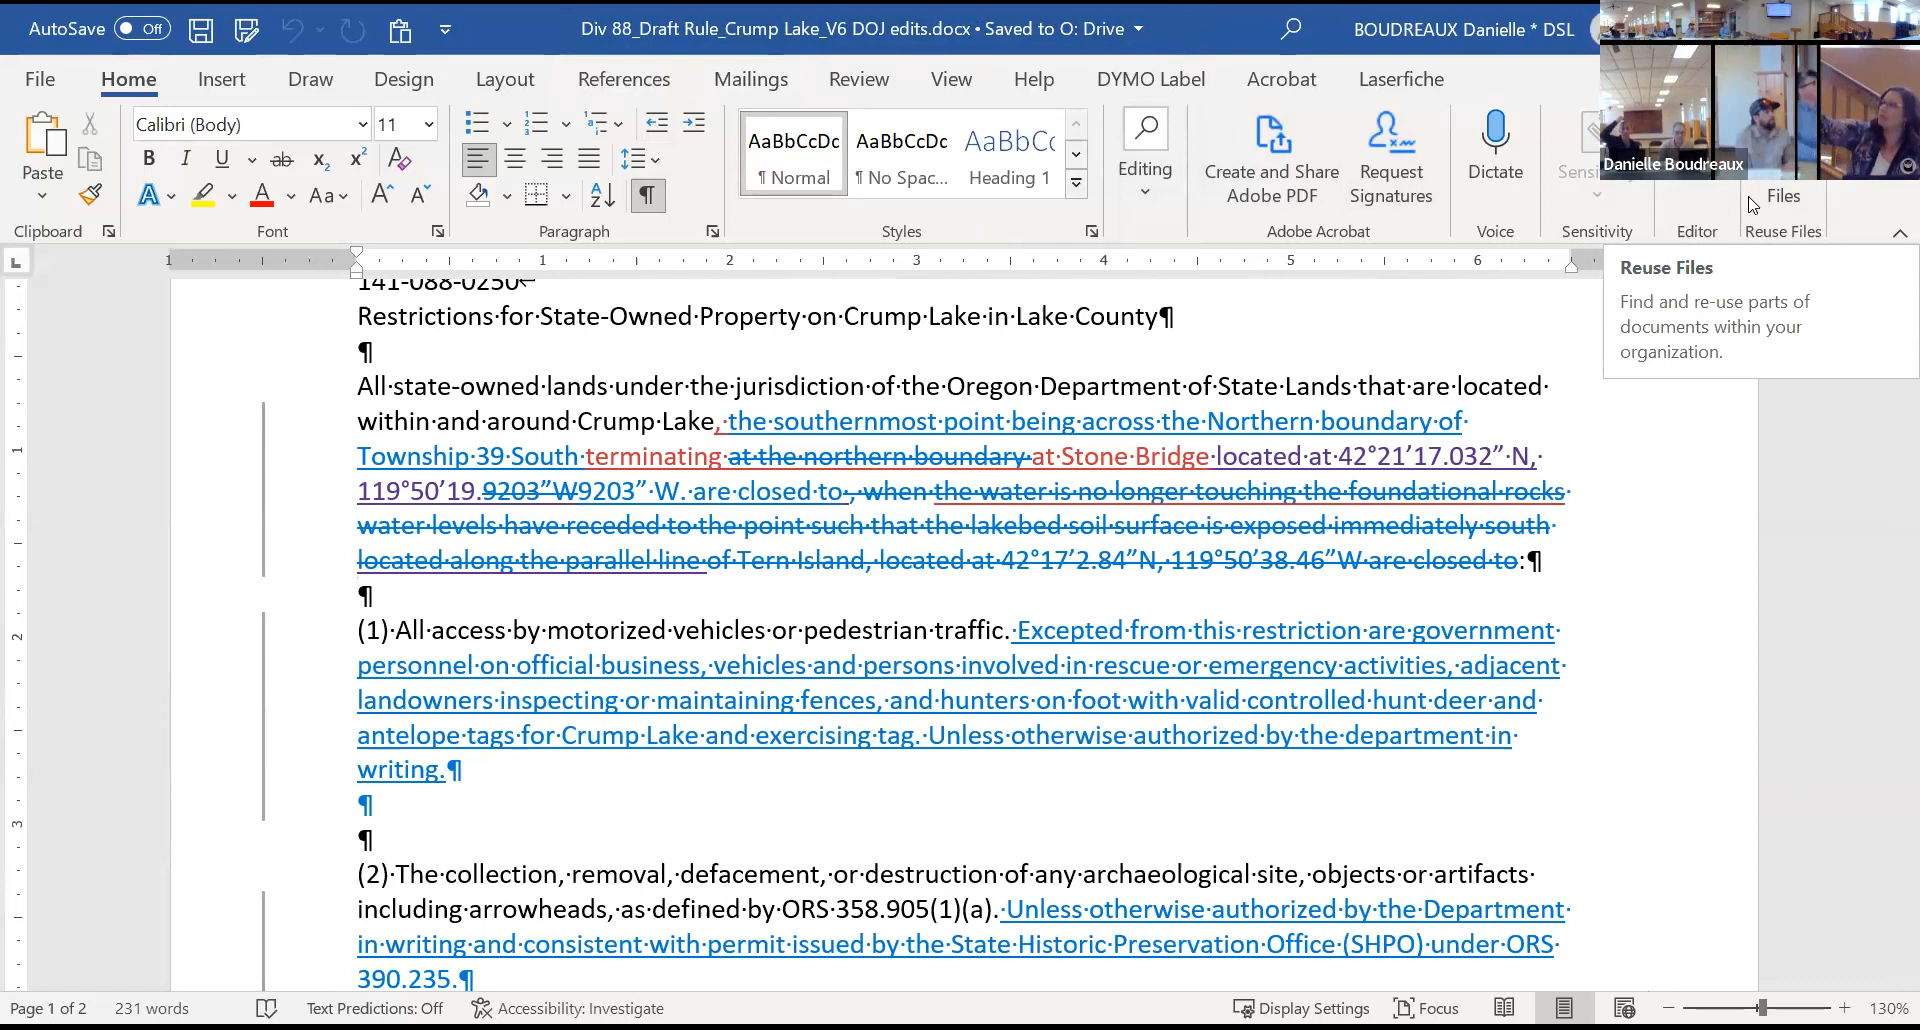 AutoSave Off Div 88_Draft Rule_Crump Lake_V6 DOJ edits.docx • Saved to O: Drive BOUDREAUX Danielle * DSL
File Home Insert Draw Design Layout References Mailings Review View Help DYMO Label Acrobat Laserfiche
Calibri (Body) 11
Paste
AaBbCcDc AaBbCcDc AaBbCc
¶ Normal ¶ No Spac... Heading 1
Editing
Create and Share Adobe PDF
Request Signatures
Dictate
Danielle Boudreaux
Files
Clipboard Font Paragraph Styles Adobe Acrobat Voice Sensitivity Editor Reuse Files
Reuse Files
Find and re-use parts of
documents within your
organization.
1 1 2 3 4 5 6
141-088-0250
Restrictions for State-Owned Property on Crump Lake in Lake County¶
¶
All state-owned lands under the jurisdiction of the Oregon Department of State Lands that are located
within and around Crump Lake, the southernmost point being across the Northern boundary of
Township 39 South terminating at the northern boundary at Stone Bridge located at 42°21’17.032” N,
119°50’19.9203”W9203” W. are closed to , when the water is no longer touching the foundational rocks
water levels have receded to the point such that the lakebed soil surface is exposed immediately south
located along the parallel line of Tern Island, located at 42°17’2.84”N, 119°50’38.46”W are closed to:¶
¶
(1) All access by motorized vehicles or pedestrian traffic. Excepted from this restriction are government
personnel on official business, vehicles and persons involved in rescue or emergency activities, adjacent
landowners inspecting or maintaining fences, and hunters on foot with valid controlled hunt deer and
antelope tags for Crump Lake and exercising tag. Unless otherwise authorized by the department in
writing.¶
¶
¶
(2) The collection, removal, defacement, or destruction of any archaeological site, objects or artifacts
including arrowheads, as defined by ORS 358.905(1)(a). Unless otherwise authorized by the Department
in writing and consistent with permit issued by the State Historic Preservation Office (SHPO) under ORS
390.235.¶
Page 1 of 2 231 words Text Predictions: Off Accessibility: Investigate Display Settings Focus 130%